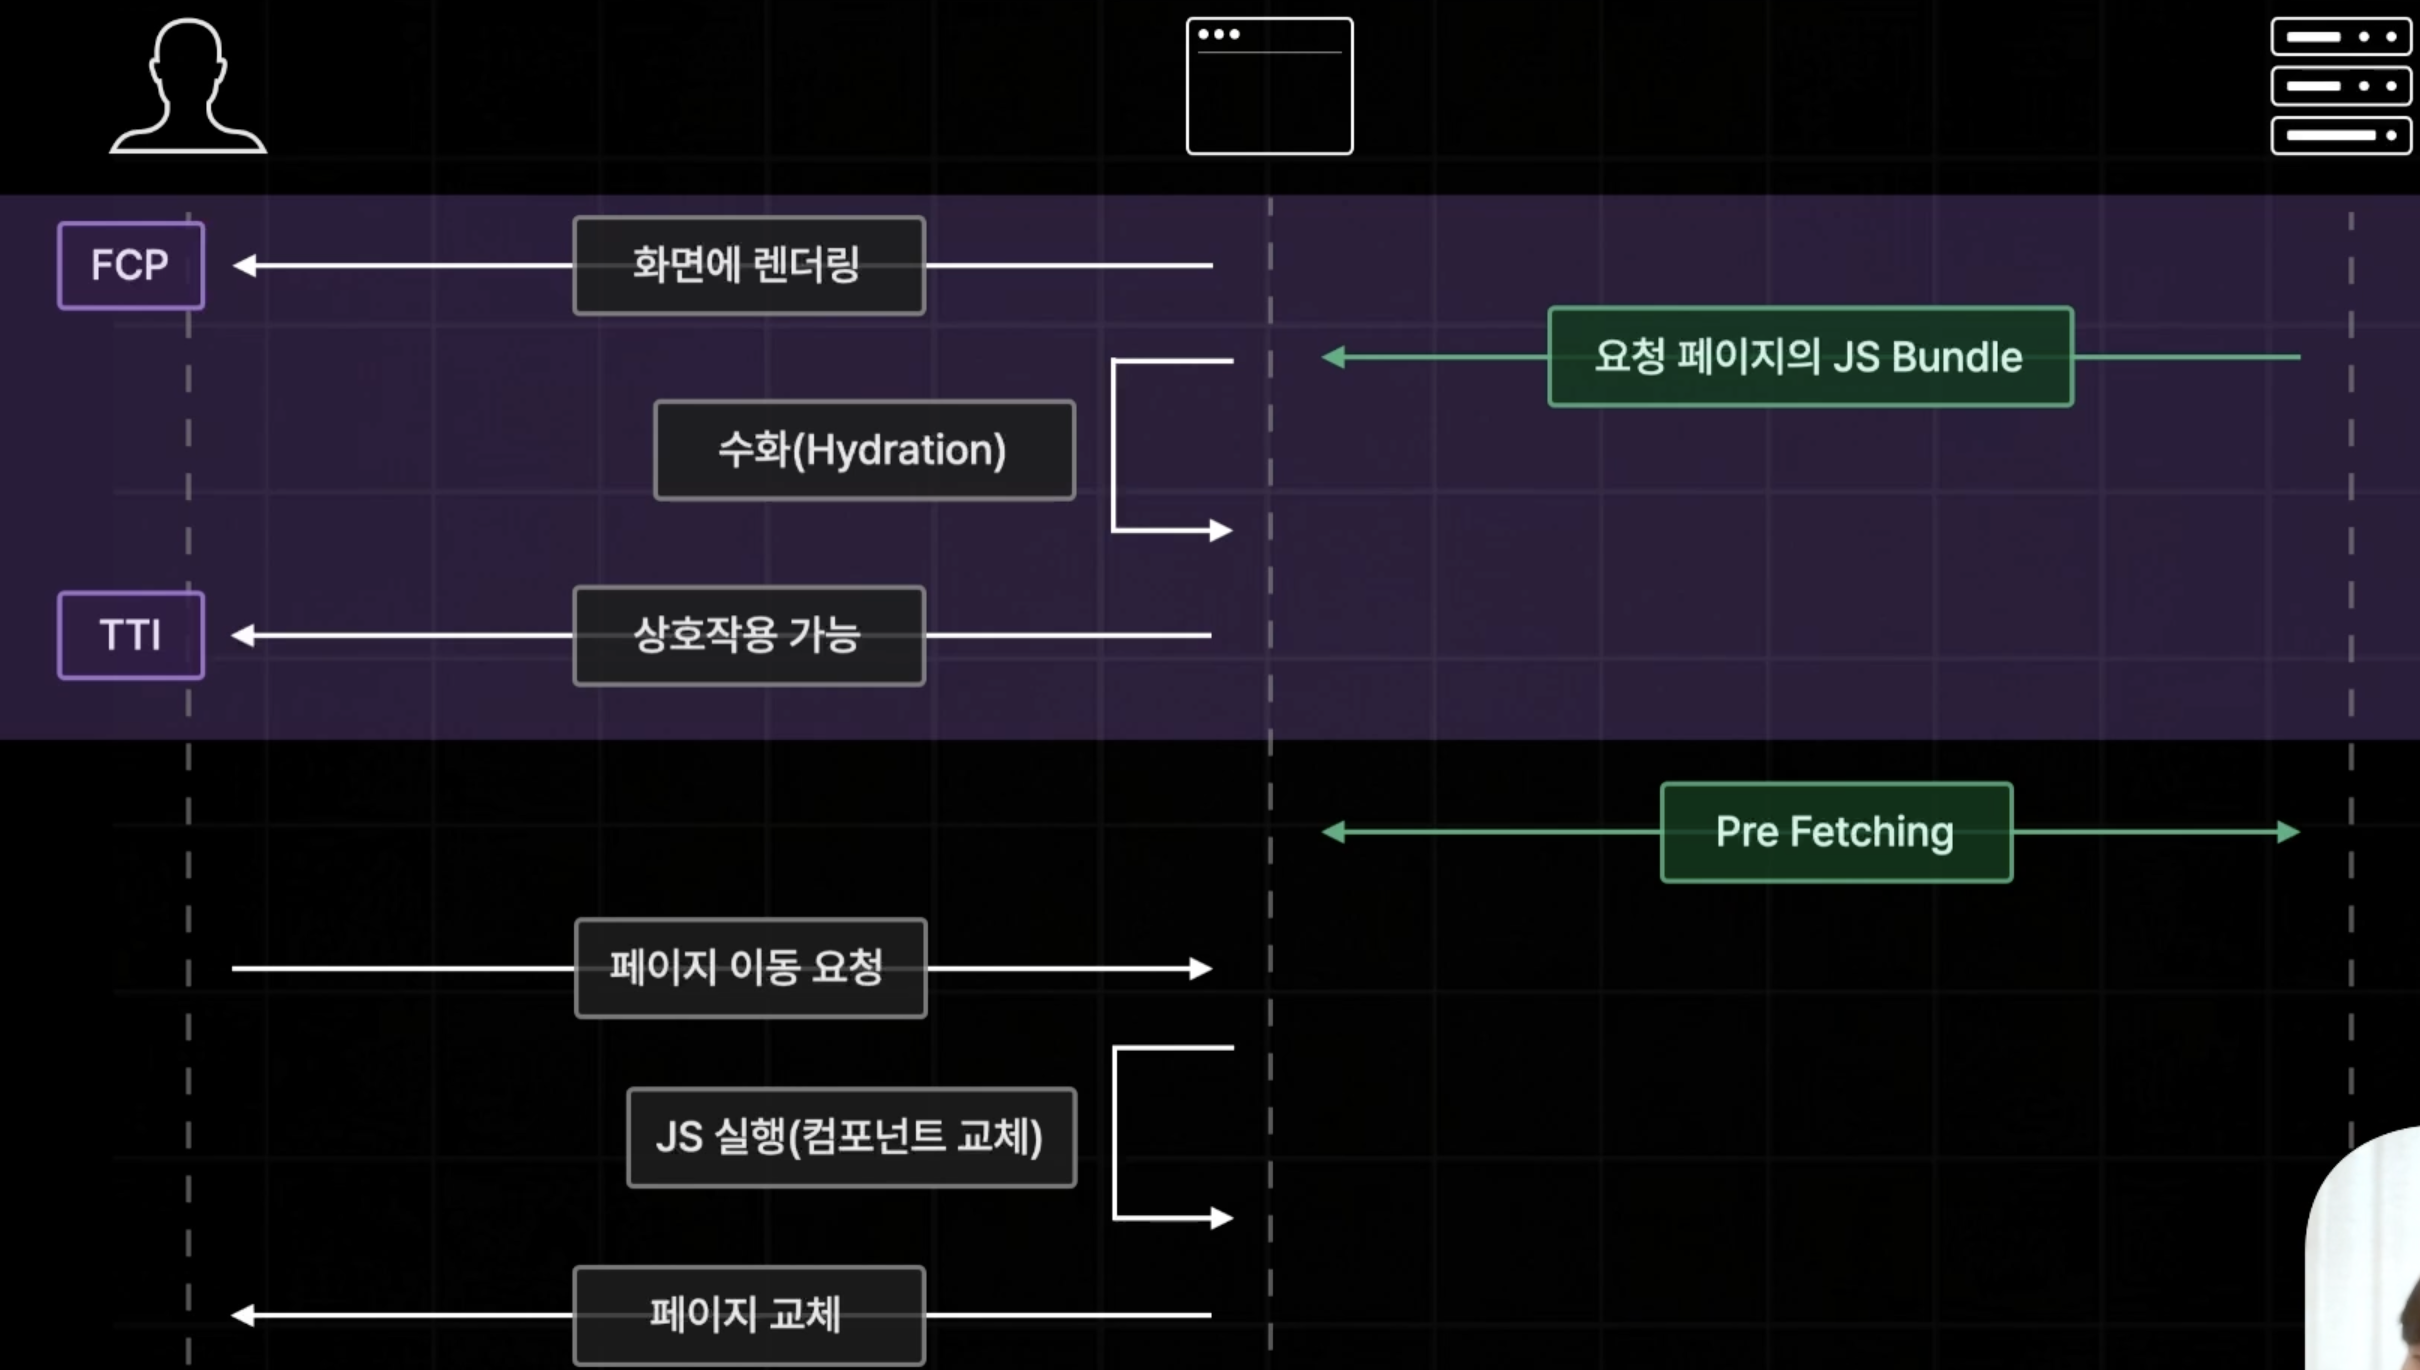 FCP
화면에 렌더링
요청 페이지의 JS Bundle
수화(Hydration)
TTI
상호작용 가능
Pre Fetching
페이지 이동 요청
JS 실행(컴포넌트 교체)
페이지 교체